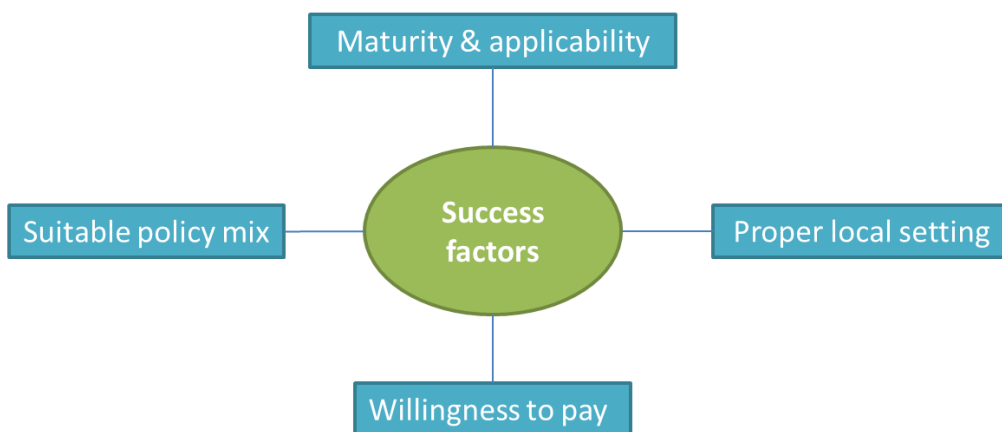 Maturity & applicability
Suitable policy mix
Success
factors
Proper local setting
Willingness to pay